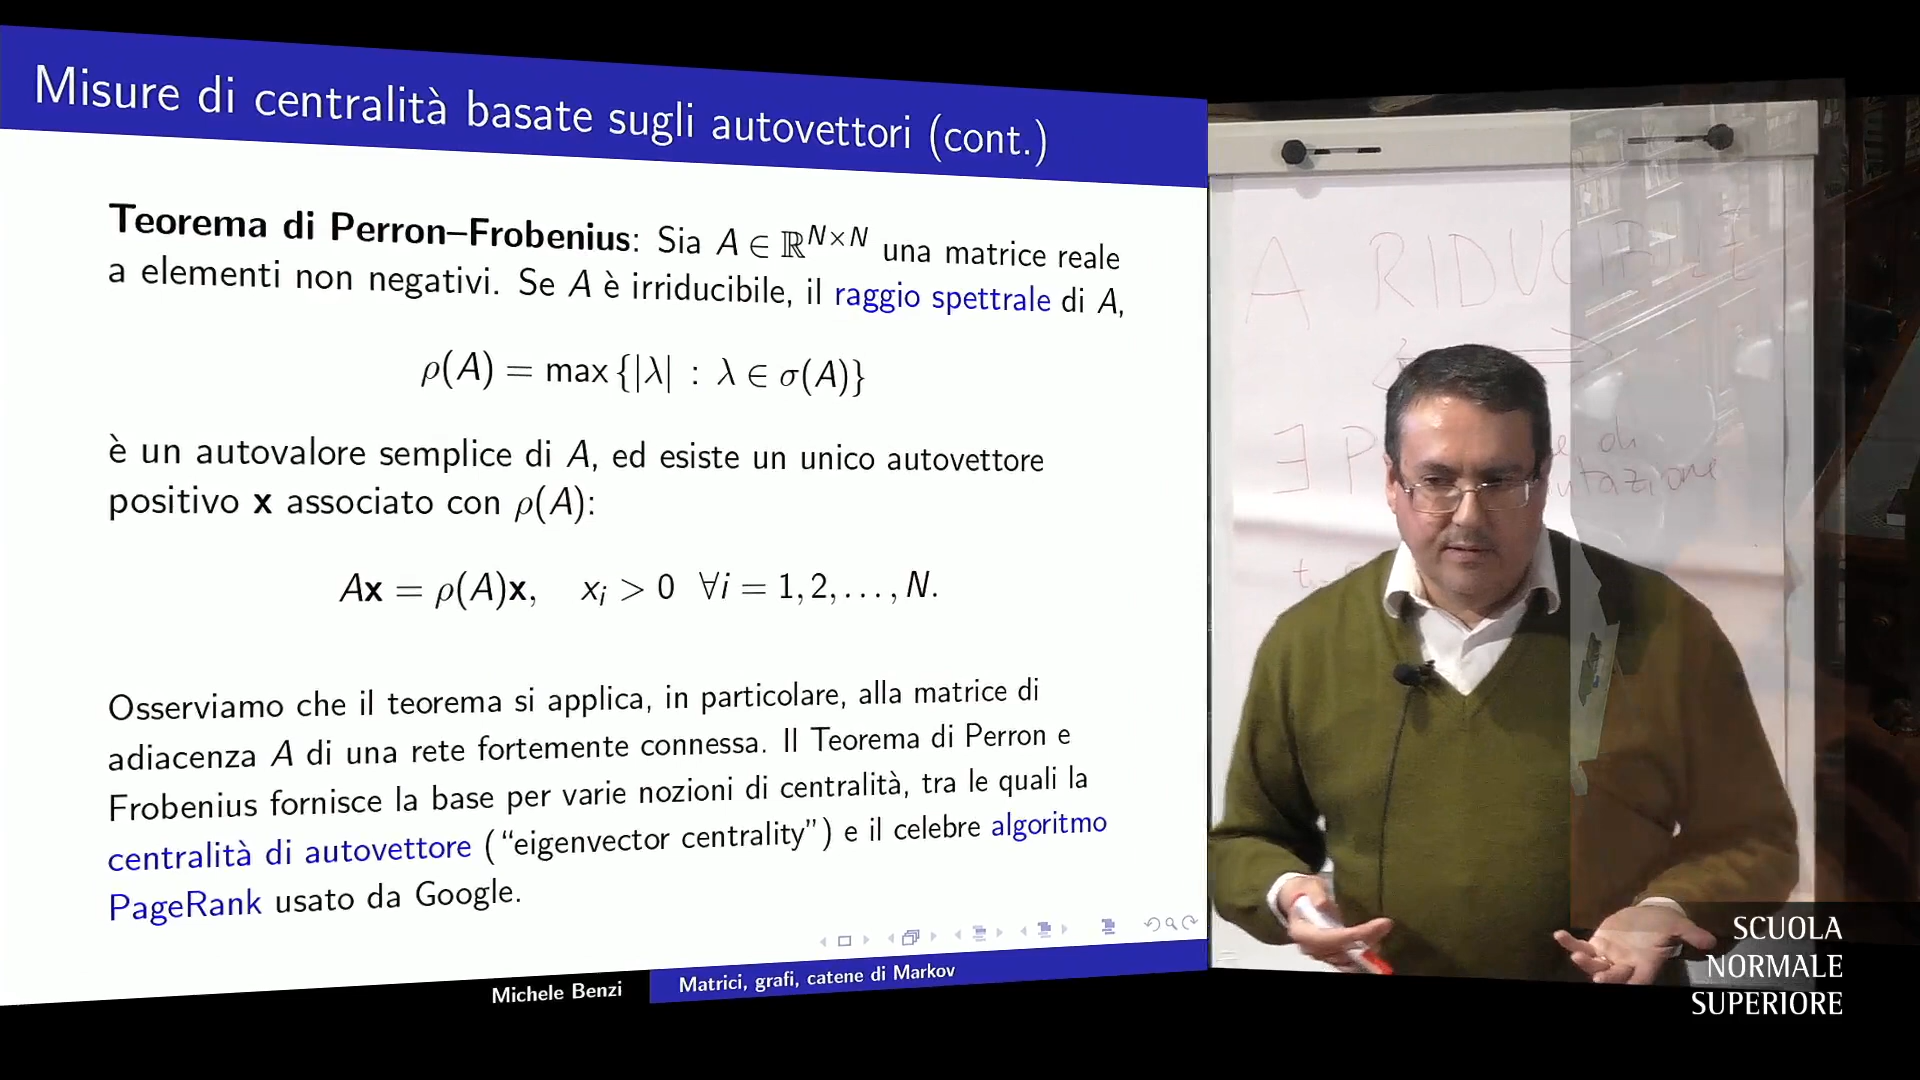 Misure di centralità basate sugli autovettori (cont.)
Teorema di Perron–Frobenius: Sia A ∈ ℝ^{N×N} una matrice reale
a elementi non negativi. Se A è irriducibile, il raggio spettrale di A,
ρ(A) = max {|λ| : λ ∈ σ(A)}
è un autovalore semplice di A, ed esiste un unico autovettore
positivo x associato con ρ(A):
Ax = ρ(A)x, x_i > 0 ∀i = 1, 2, . . . , N.
Osserviamo che il teorema si applica, in particolare, alla matrice di
adiacenza A di una rete fortemente connessa. Il Teorema di Perron e
Frobenius fornisce la base per varie nozioni di centralità, tra le quali la
centralità di autovettore (“eigenvector centrality”) e il celebre algoritmo
PageRank usato da Google.
Michele Benzi
Matrici, grafi, catene di Markov
A RIDUCIBILE
∃ P
di
SCUOLA
NORMALE
SUPERIORE